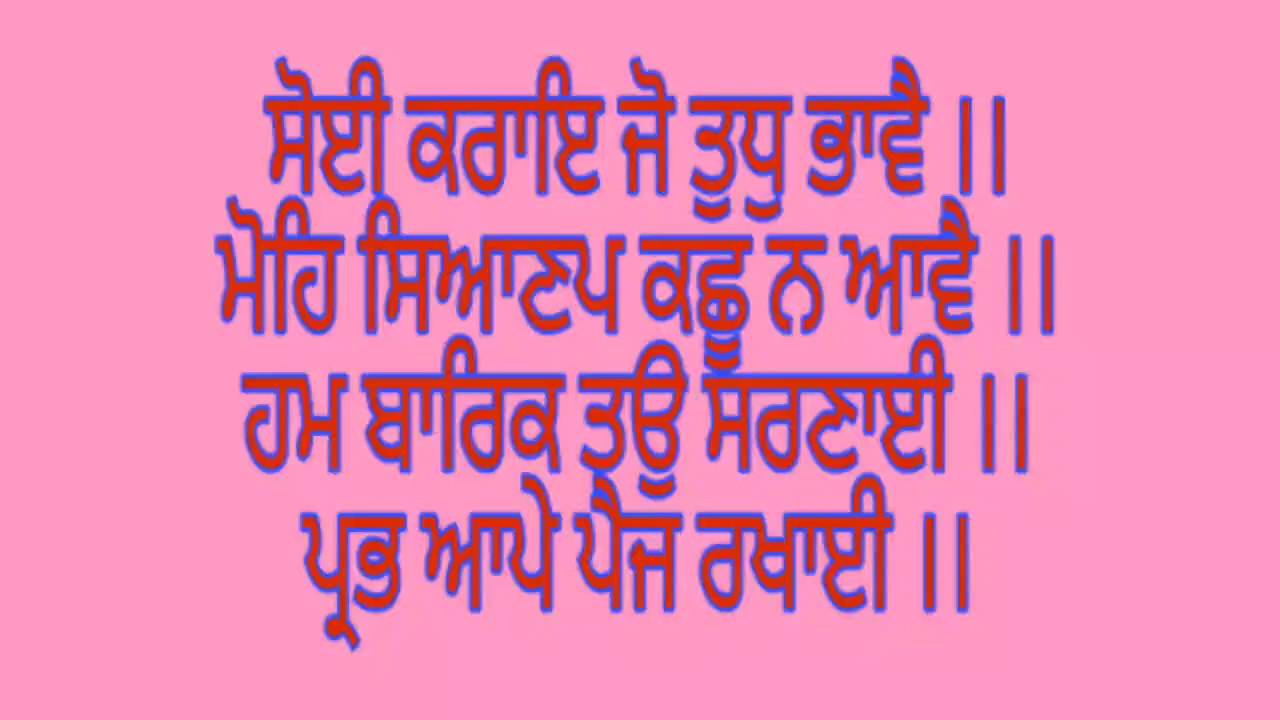 ਸੋਈ ਕਰਾਇ ਜੋ ਤੁਧੁ ਭਾਵੈ ।।
ਮੋਹਿ ਸਿਆਣਪ ਕਛੂ ਨ ਆਵੈ ।।
ਹਮ ਬਾਰਿਕ ਤਉ ਸਰਣਾਈ ।।
ਪ੍ਰਭ ਆਪੇ ਪੈਜ ਰਖਾਈ ।।